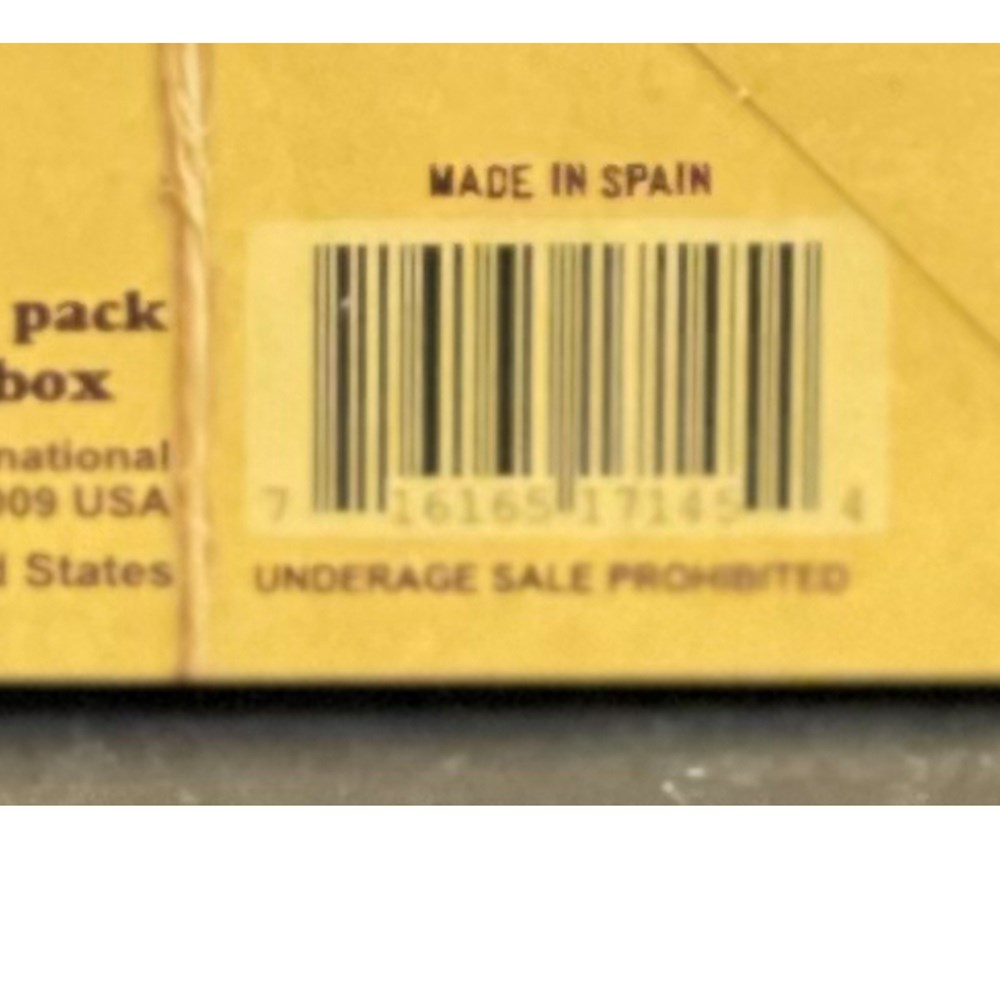 pack
box
national
009 USA
d States
MADE IN SPAIN
7 16165 17145 4
UNDERAGE SALE PROHIBITED